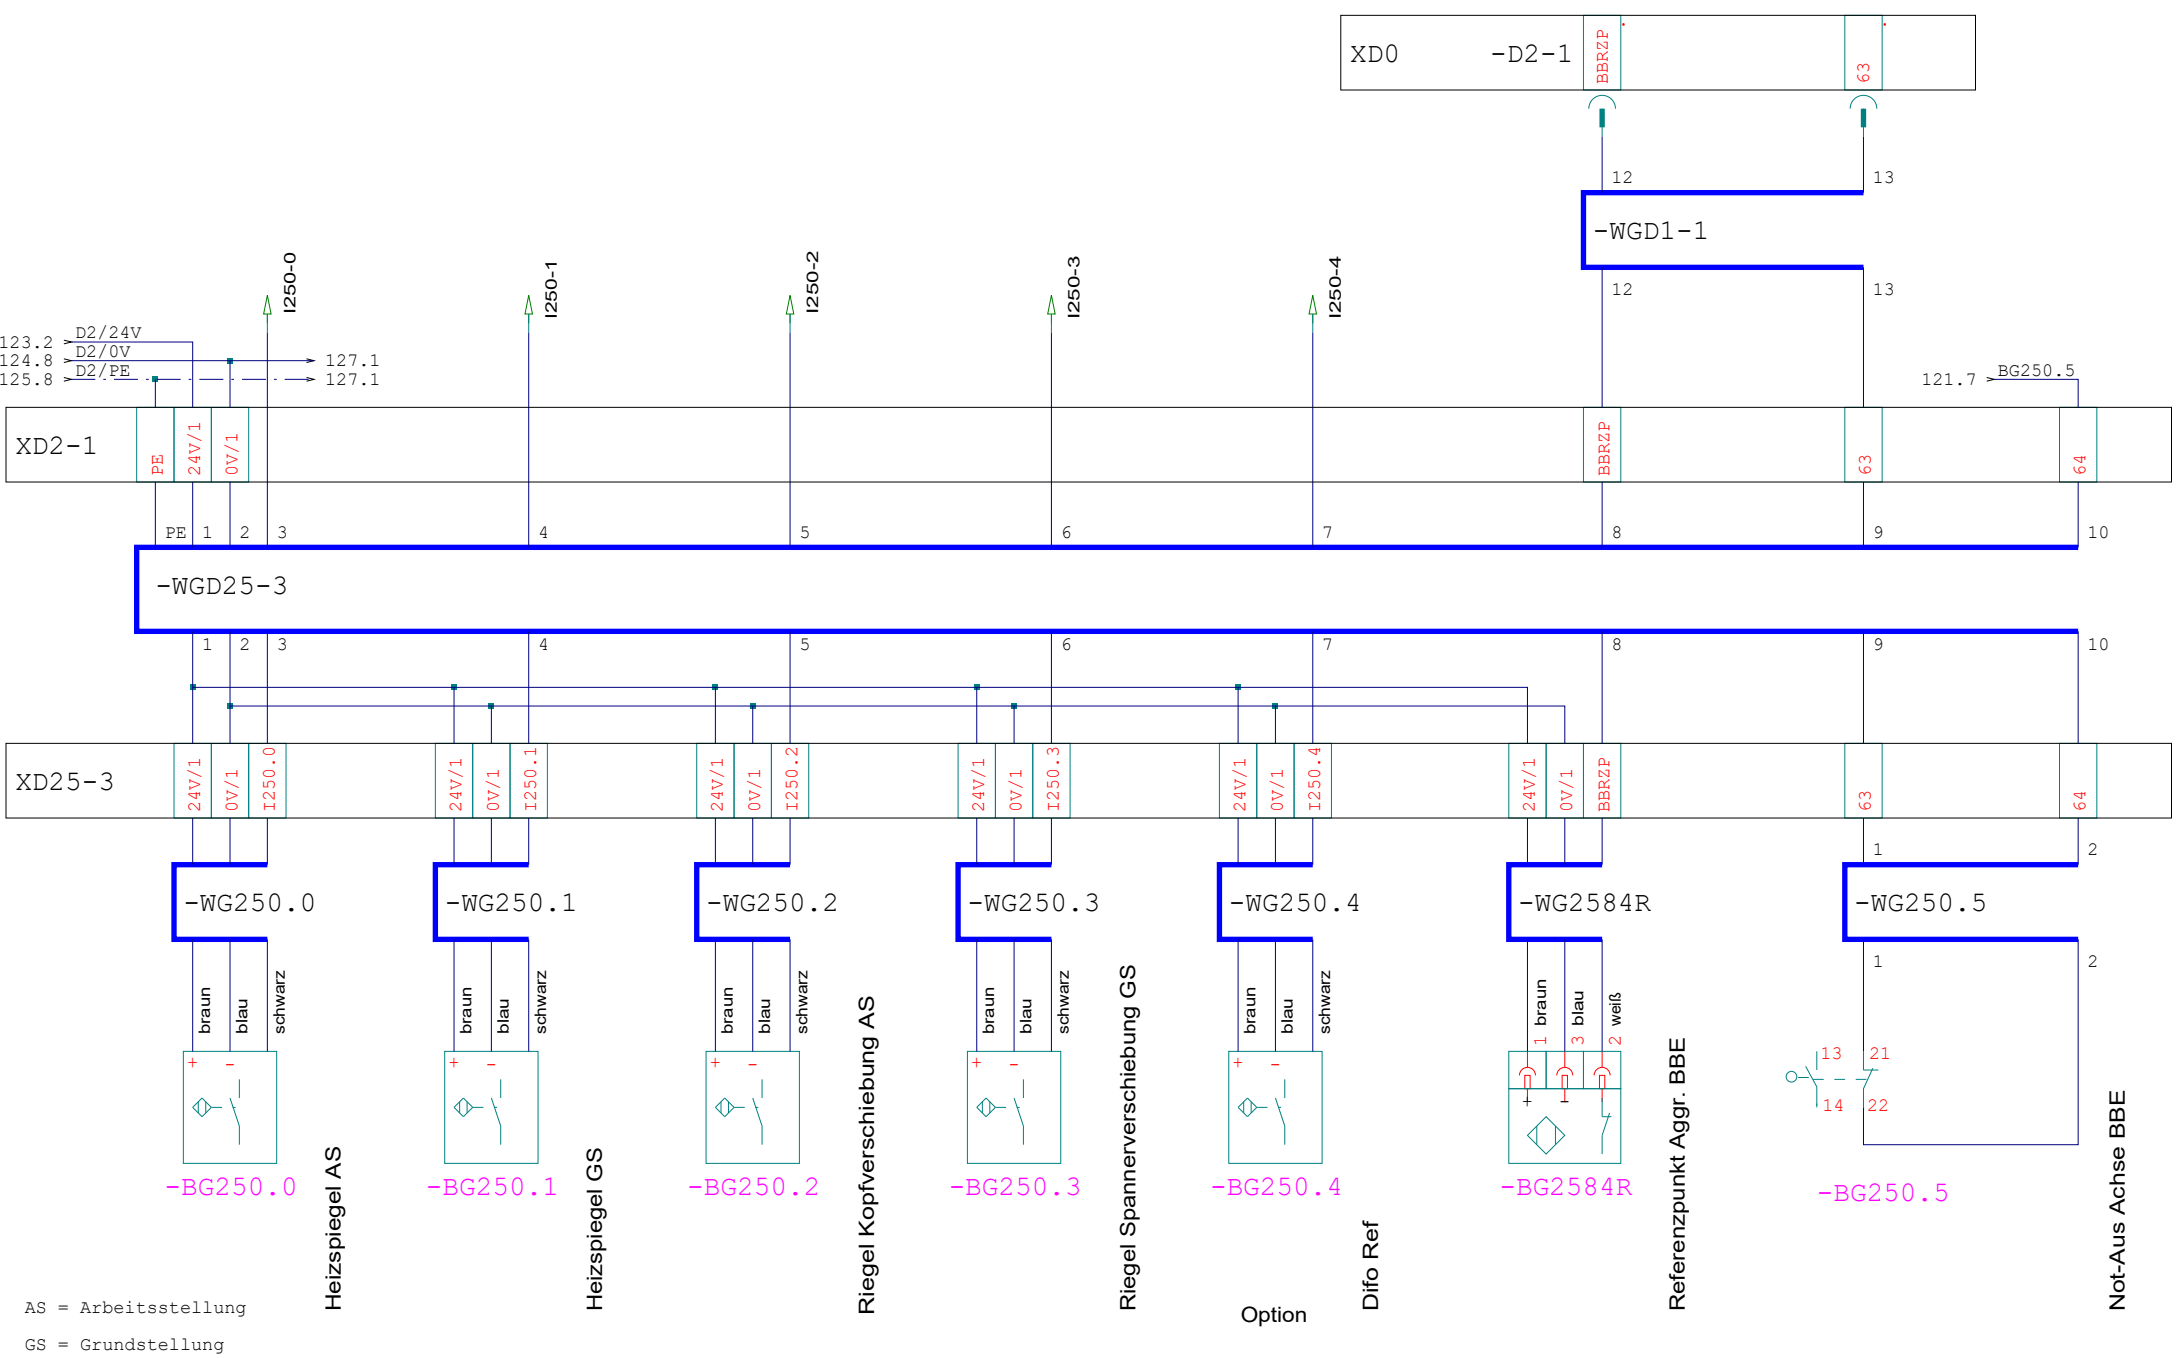 XD0 -D2-1 BBRZP 63
12 13
-WGD1-1
12 13
I250-0 I250-1 I250-2 I250-3 I250-4
123.2 D2/24V
124.8 D2/0V 127.1
125.8 D2/PE 127.1
121.7 BG250.5
XD2-1 PE 24V/1 0V/1 BBRZP 63 64
PE 1 2 3 4 5 6 7 8 9 10
-WGD25-3
1 2 3 4 5 6 7 8 9 10
XD25-3 24V/1 0V/1 I250.0 24V/1 0V/1 I250.1 24V/1 0V/1 I250.2 24V/1 0V/1 I250.3 24V/1 0V/1 I250.4 24V/1 0V/1 BBRZP 63 64
1 2
-WG250.0 -WG250.1 -WG250.2 -WG250.3 -WG250.4 -WG2584R -WG250.5
1 2
braun blau schwarz braun blau schwarz braun blau schwarz braun blau schwarz braun blau schwarz braun blau weiß
1 3 2
+ − + − + − + − + − + −
13 21
14 22
-BG250.0 -BG250.1 -BG250.2 -BG250.3 -BG250.4 -BG2584R -BG250.5
Heizspiegel AS
Heizspiegel GS
Riegel Kopfverschiebung AS
Riegel Spannerverschiebung GS
Difo Ref
Referenzpunkt Aggr. BBE
Not-Aus Achse BBE
Option
AS = Arbeitsstellung
GS = Grundstellung